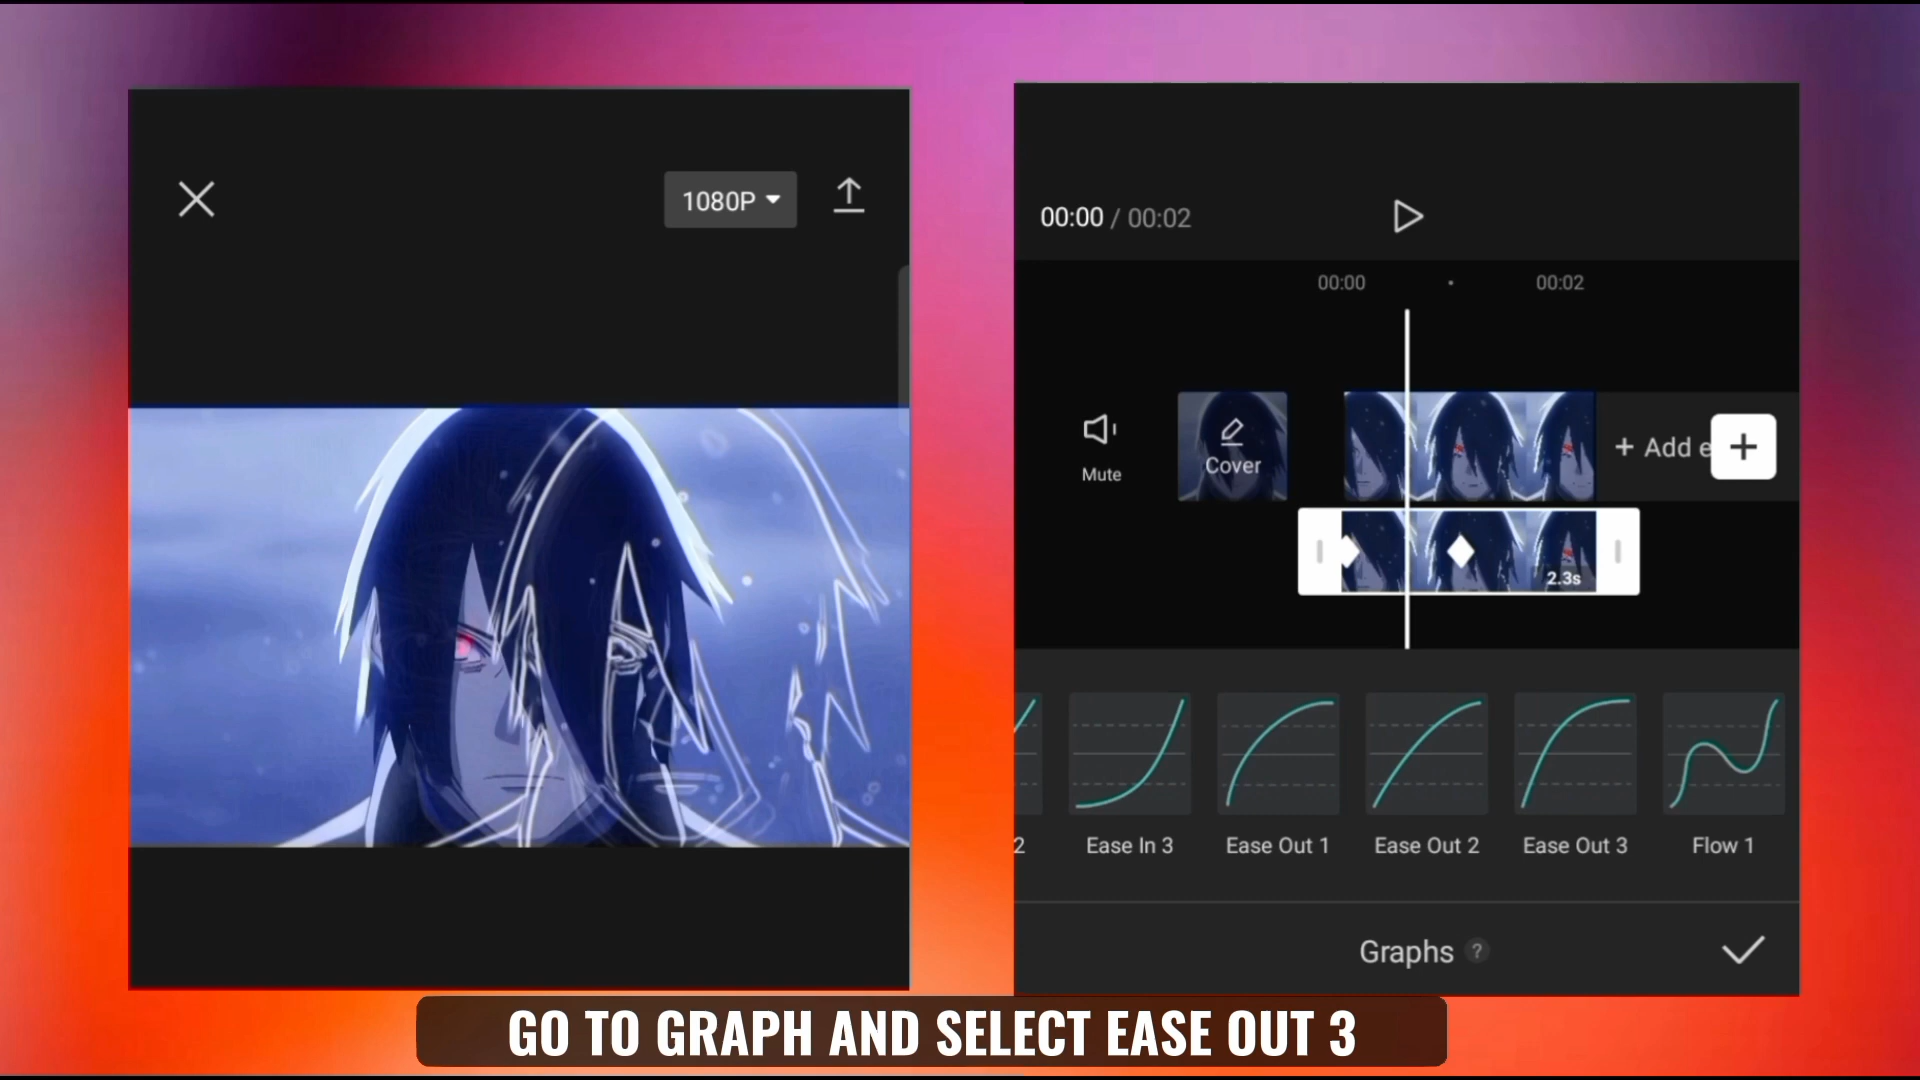 1080P
00:00 / 00:02
00:00
00:02
Mute
Cover
+ Add e
+
2.3s
2
Ease In 3
Ease Out 1
Ease Out 2
Ease Out 3
Flow 1
Graphs ?
GO TO GRAPH AND SELECT EASE OUT 3